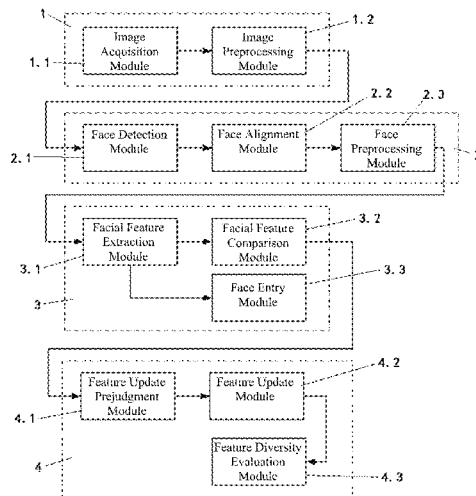 1
1.2
Image
Acquisition
Module
Image
Preprocessing
Module
1.1
2.2
2.3
Face Detection
Module
Face Alignment
Module
Face
Preprocessing
Module
2.1
Facial Feature
Extraction
Module
Facial Feature
Comparison
Module
3.2
3.1
Face Entry
Module
3.3
3
Feature Update
Prejudgment
Module
Feature Update
Module
4.2
4.1
Feature Diversity
Evaluation
Module
4
4.3